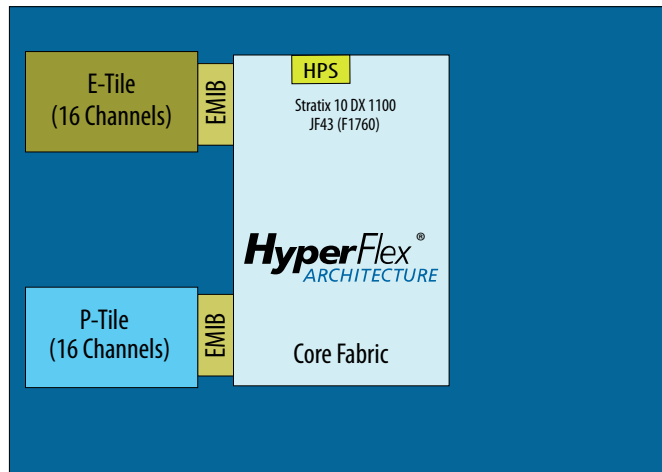 E-Tile
(16 Channels)
EMIB
HPS
Stratix 10 DX 1100
JF43 (F1760)
HyperFlex®
ARCHITECTURE
P-Tile
(16 Channels)
EMIB
Core Fabric